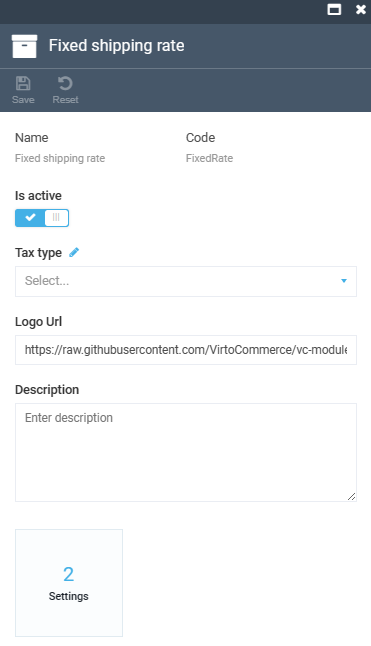 Fixed shipping rate
Save Reset
Name Code
Fixed shipping rate FixedRate
Is active
Tax type
Select...
Logo Url
https://raw.githubusercontent.com/VirtoCommerce/vc-module
Description
Enter description
2
Settings